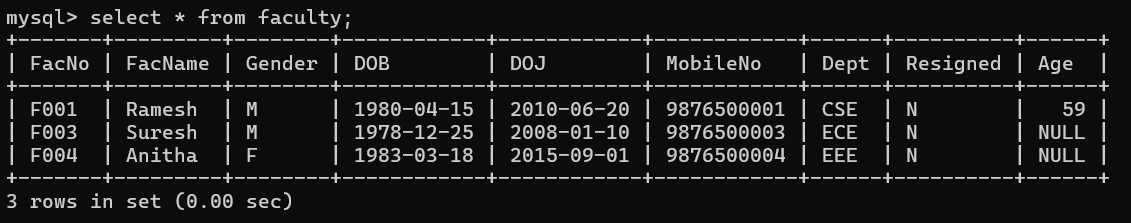 mysql> select * from faculty;
+-------+---------+--------+------------+------------+------------+------+----------+------+
| FacNo | FacName | Gender | DOB        | DOJ        | MobileNo   | Dept | Resigned | Age  |
+-------+---------+--------+------------+------------+------------+------+----------+------+
| F001  | Ramesh  | M      | 1980-04-15 | 2010-06-20 | 9876500001 | CSE  | N        |   59 |
| F003  | Suresh  | M      | 1978-12-25 | 2008-01-10 | 9876500003 | ECE  | N        | NULL |
| F004  | Anitha  | F      | 1983-03-18 | 2015-09-01 | 9876500004 | EEE  | N        | NULL |
+-------+---------+--------+------------+------------+------------+------+----------+------+
3 rows in set (0.00 sec)